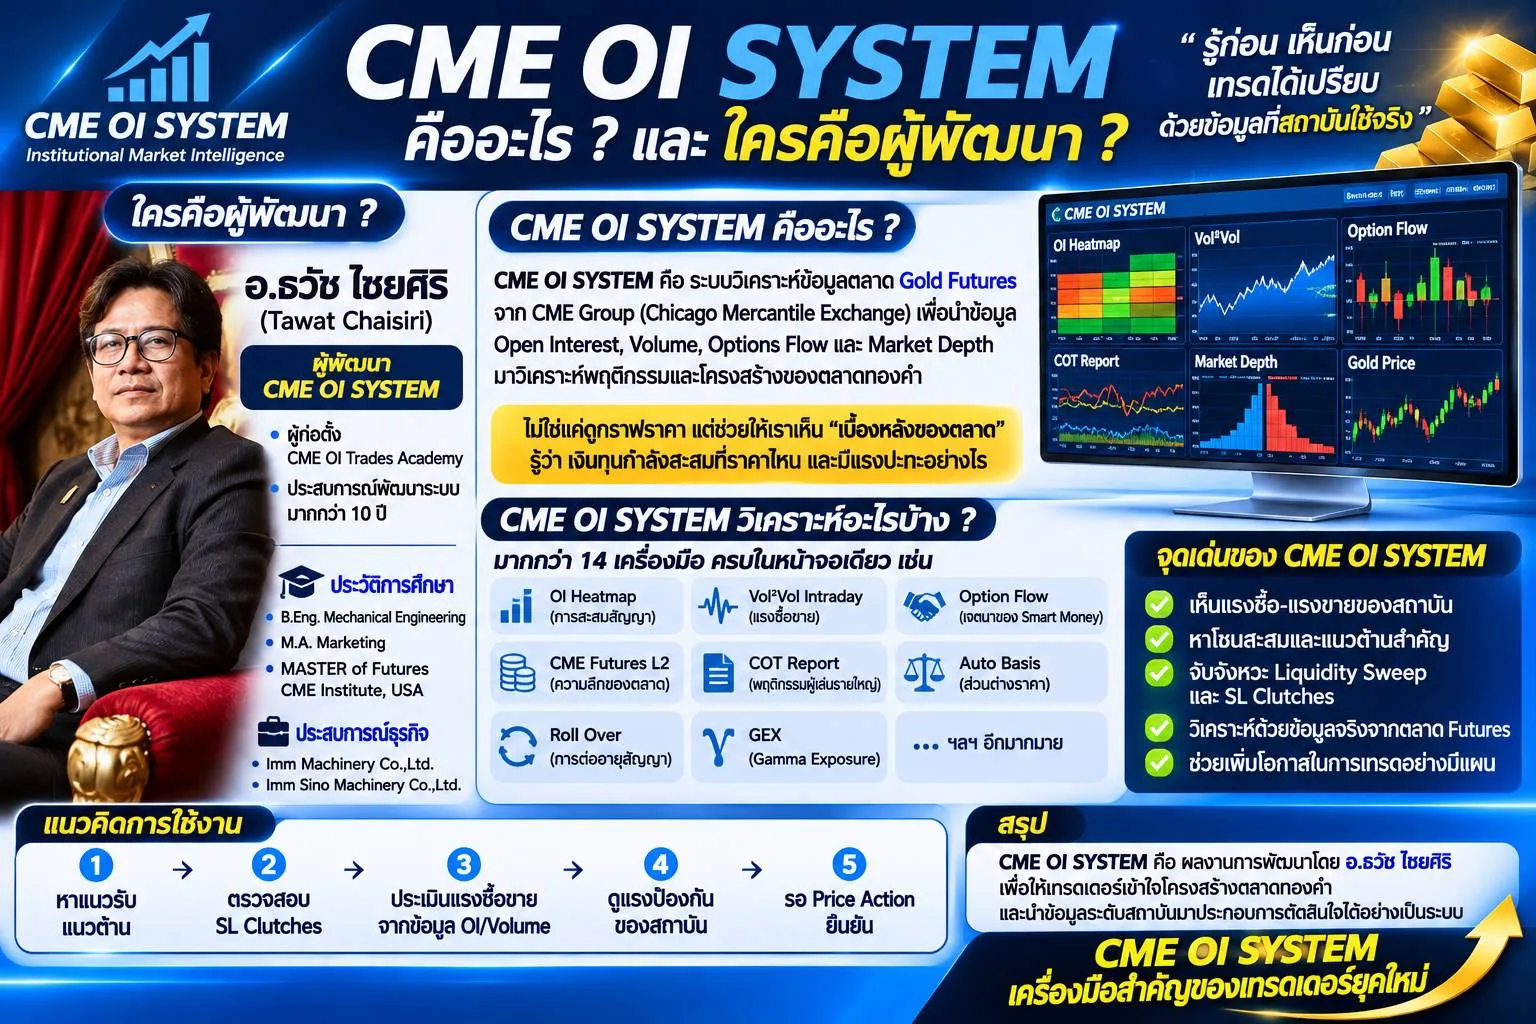 CME OI SYSTEM
Institutional Market Intelligence
CME OI SYSTEM
คืออะไร ? และ ใครคือผู้พัฒนา ?
“ รู้ก่อน เห็นก่อน
เทรดได้เปรียบ
ด้วยข้อมูลที่สถาบันใช้จริง ”
ใครคือผู้พัฒนา ?
อ.ธวัช ไชยศิริ
(Tawat Chaisiri)
ผู้พัฒนา
CME OI SYSTEM
• ผู้ก่อตั้ง
CME OI Trades Academy
• ประสบการณ์พัฒนาระบบ
มากกว่า 10 ปี
ประวัติการศึกษา
• B.Eng. Mechanical Engineering
• M.A. Marketing
• MASTER of Futures
CME Institute, USA
ประสบการณ์ธุรกิจ
• Imm Machinery Co.,Ltd.
• Imm Sino Machinery Co.,Ltd.
CME OI SYSTEM คืออะไร ?
CME OI SYSTEM คือ ระบบวิเคราะห์ข้อมูลตลาด Gold Futures
จาก CME Group (Chicago Mercantile Exchange) เพื่อนำข้อมูล
Open Interest, Volume, Options Flow และ Market Depth
มาวิเคราะห์พฤติกรรมและโครงสร้างของตลาดทองคำ
ไม่ใช่แค่ดูกราฟราคา แต่ช่วยให้เราเห็น “เบื้องหลังของตลาด”
รู้ว่า เงินทุนกำลังสะสมที่ราคาไหน และมีแรงปะทะอย่างไร
CME OI SYSTEM
OI Heatmap
Vol²Vol
Option Flow
COT Report
Market Depth
Gold Price
CME OI SYSTEM วิเคราะห์อะไรบ้าง ?
มากกว่า 14 เครื่องมือ ครบในหน้าจอเดียว เช่น
OI Heatmap
(การสะสมสัญญา)
Vol²Vol Intraday
(แรงซื้อขาย)
Option Flow
(เจตนาของ Smart Money)
CME Futures L2
(ความลึกของตลาด)
COT Report
(พฤติกรรมผู้เล่นรายใหญ่)
Auto Basis
(ส่วนต่างราคา)
Roll Over
(การต่ออายุสัญญา)
GEX
(Gamma Exposure)
••• ฯลฯ อีกมากมาย
จุดเด่นของ CME OI SYSTEM
เห็นแรงซื้อ-แรงขายของสถาบัน
หาโซนสะสมและแนวต้านสำคัญ
จับจังหวะ Liquidity Sweep
และ SL Clutches
วิเคราะห์ด้วยข้อมูลจริงจากตลาด Futures
ช่วยเพิ่มโอกาสในการเทรดอย่างมีแผน
แนวคิดการใช้งาน
1 → 2 → 3 → 4 → 5
หาแนวรับ
แนวต้าน
ตรวจสอบ
SL Clutches
ประเมินแรงซื้อขาย
จากข้อมูล OI/Volume
ดูแรงป้องกัน
ของสถาบัน
รอ Price Action
ยืนยัน
สรุป
CME OI SYSTEM คือ ผลงานการพัฒนาโดย อ.ธวัช ไชยศิริ
เพื่อให้เทรดเดอร์เข้าใจโครงสร้างตลาดทองคำ
และนำข้อมูลระดับสถาบันมาประกอบการตัดสินใจได้อย่างเป็นระบบ
CME OI SYSTEM
เครื่องมือสำคัญของเทรดเดอร์ยุคใหม่